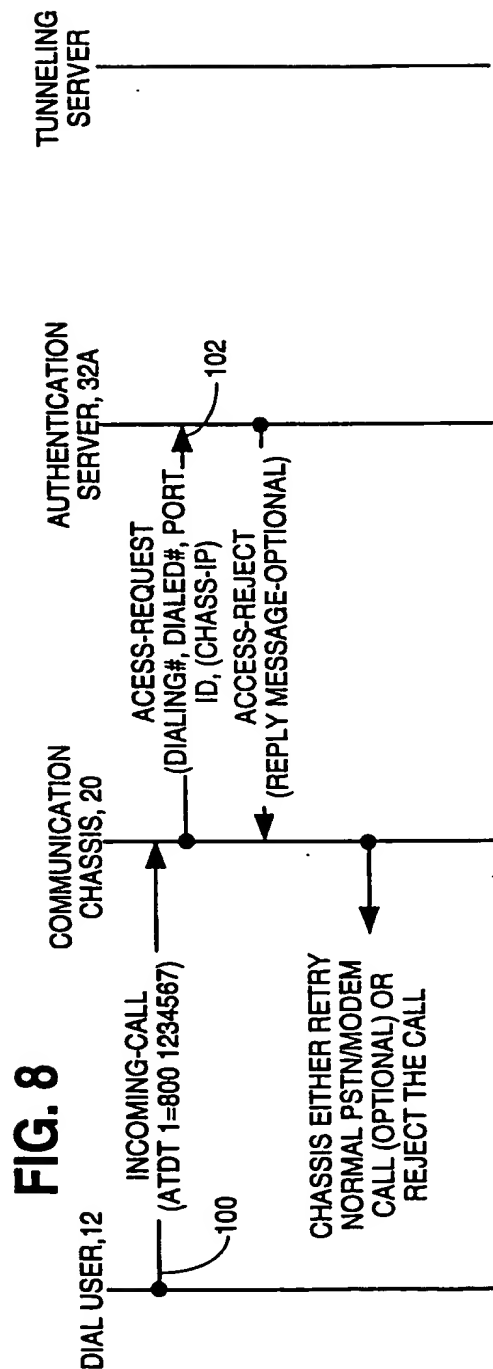 FIG. 8
DIAL USER,12
COMMUNICATION
CHASSIS, 20
AUTHENTICATION
SERVER, 32A
TUNNELING
SERVER
INCOMING-CALL
(ATDT 1=800 1234567)
100
ACESS-REQUEST
(DIALING#, DIALED#, PORT
ID, (CHASS-IP)
102
ACCESS-REJECT
(REPLY MESSAGE-OPTIONAL)
CHASSIS EITHER RETRY
NORMAL PSTN/MODEM
CALL (OPTIONAL) OR
REJECT THE CALL